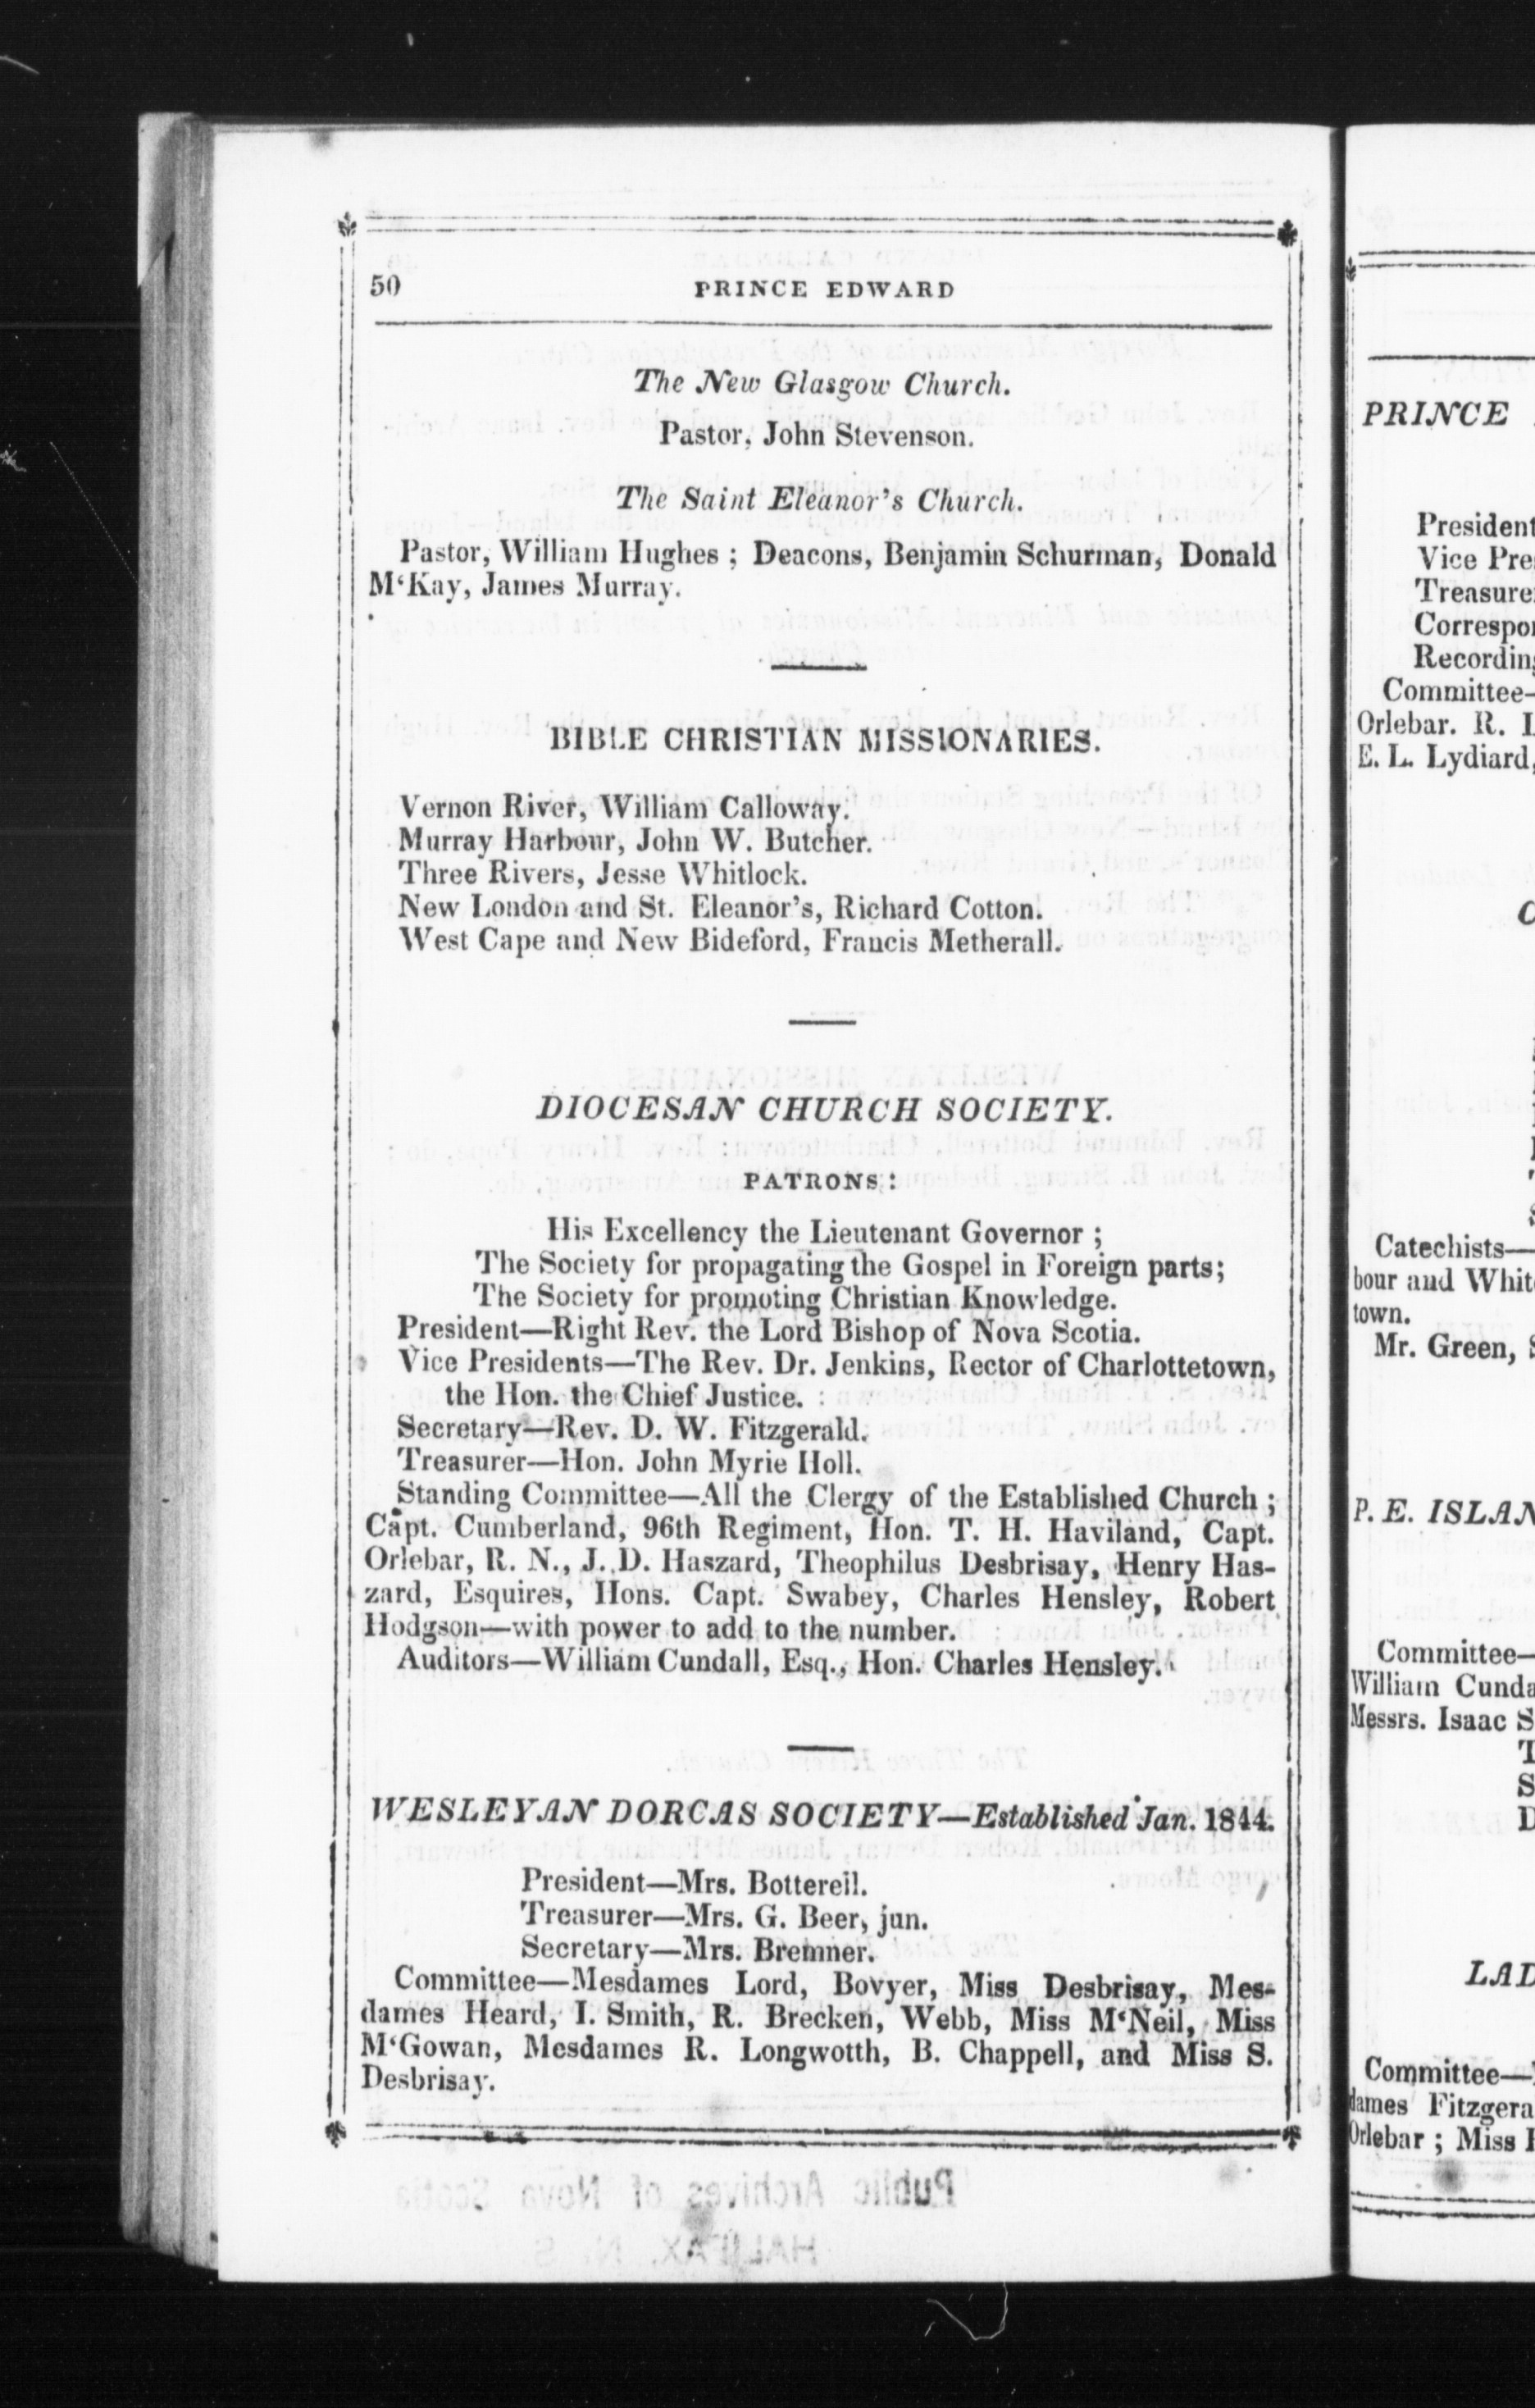 50
PRINCE EDWARD
The New Glasgow Church.
Pastor, John Stevenson.
The Saint Eleanor's Church.
Pastor, William Hughes ; Deacons, Benjamin Schurman, Donald
M‘Kay, James Murray.
BIBLE CHRISTIAN MISSIONARIES.
Vernon River, William Calloway.
Murray Harbour, John W. Butcher.
Three Rivers, Jesse Whitlock.
New London and St. Eleanor's, Richard Cotton.
West Cape and New Bideford, Francis Metherall.
DIOCESAN CHURCH SOCIETY.
PATRONS:
His Excellency the Lieutenant Governor ;
The Society for propagating the Gospel in Foreign parts;
The Society for promoting Christian Knowledge.
President—Right Rev. the Lord Bishop of Nova Scotia.
Vice Presidents—The Rev. Dr. Jenkins, Rector of Charlottetown,
the Hon. the Chief Justice.
Secretary—Rev. D. W. Fitzgerald.
Treasurer—Hon. John Myrie Holl.
Standing Committee—All the Clergy of the Established Church ;
Capt. Cumberland, 96th Regiment, Hon. T. H. Haviland, Capt.
Orlebar, R. N., J. D. Haszard, Theophilus Desbrisay, Henry Has-
zard, Esquires, Hons. Capt. Swabey, Charles Hensley, Robert
Hodgson—with power to add to the number.
Auditors—William Cundall, Esq., Hon. Charles Hensley.
WESLEYAN DORCAS SOCIETY—Established Jan. 1844.
President—Mrs. Bottereil.
Treasurer—Mrs. G. Beer, jun.
Secretary—Mrs. Bremner.
Committee—Mesdames Lord, Bovyer, Miss Desbrisay, Mes-
dames Heard, I. Smith, R. Brecken, Webb, Miss M‘Neil, Miss
M‘Gowan, Mesdames R. Longwotth, B. Chappell, and Miss S.
Desbrisay.
Public Archives of Nova Scotia
HALIFAX, N. S.
PRINCE
President
Vice Pre
Treasure
Correspo
Recordin
Committee—
Orlebar. R.
E. L. Lydiard,
Catechists—
bour and Whit
town.
Mr. Green,
P. E. ISLAN
Committee—
William Cunda
Messrs. Isaac S
LAD
Committee—
dames Fitzgera
Orlebar ; Miss